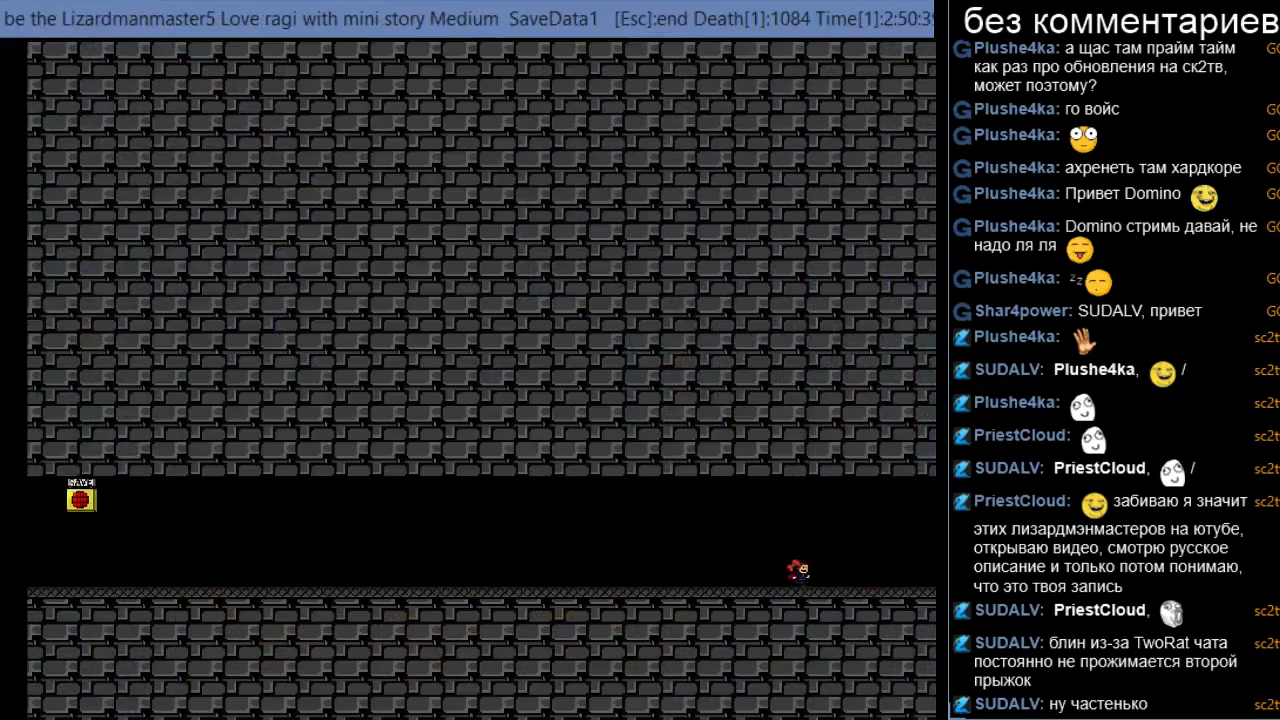 be the Lizardmanmaster5 Love ragi with mini story Medium SaveData1 [Esc]:end Death[1]:1084 Time[1]:2:50:39
SAVE!
без комментариев
Plushe4ka: а щас там прайм тайм
как раз про обновления на ск2тв,
может поэтому?
Plushe4ka: го войс
Plushe4ka:
Plushe4ka: ахренеть там хардкоре
Plushe4ka: Привет Domino
Plushe4ka: Domino стримь давай, не
надо ля ля
Plushe4ka:
Shar4power: SUDALV, привет
Plushe4ka:
SUDALV: Plushe4ka, /
Plushe4ka:
PriestCloud:
SUDALV: PriestCloud, /
PriestCloud: забиваю я значит
этих лизардмэнмастеров на ютубе,
открываю видео, смотрю русское
описание и только потом понимаю,
что это твоя запись
SUDALV: PriestCloud,
SUDALV: блин из-за TwoRat чата
постоянно не прожимается второй
прыжок
SUDALV: ну частенько